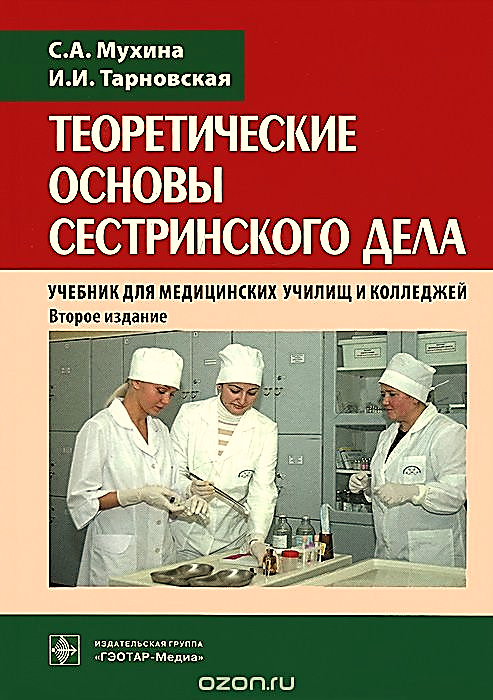 С.А. Мухина
И.И. Тарновская
ТЕОРЕТИЧЕСКИЕ
ОСНОВЫ
СЕСТРИНСКОГО ДЕЛА
УЧЕБНИК ДЛЯ МЕДИЦИНСКИХ УЧИЛИЩ И КОЛЛЕДЖЕЙ
Второе издание
ИЗДАТЕЛЬСКАЯ ГРУППА
«ГЭОТАР-Медиа»
ozon.ru